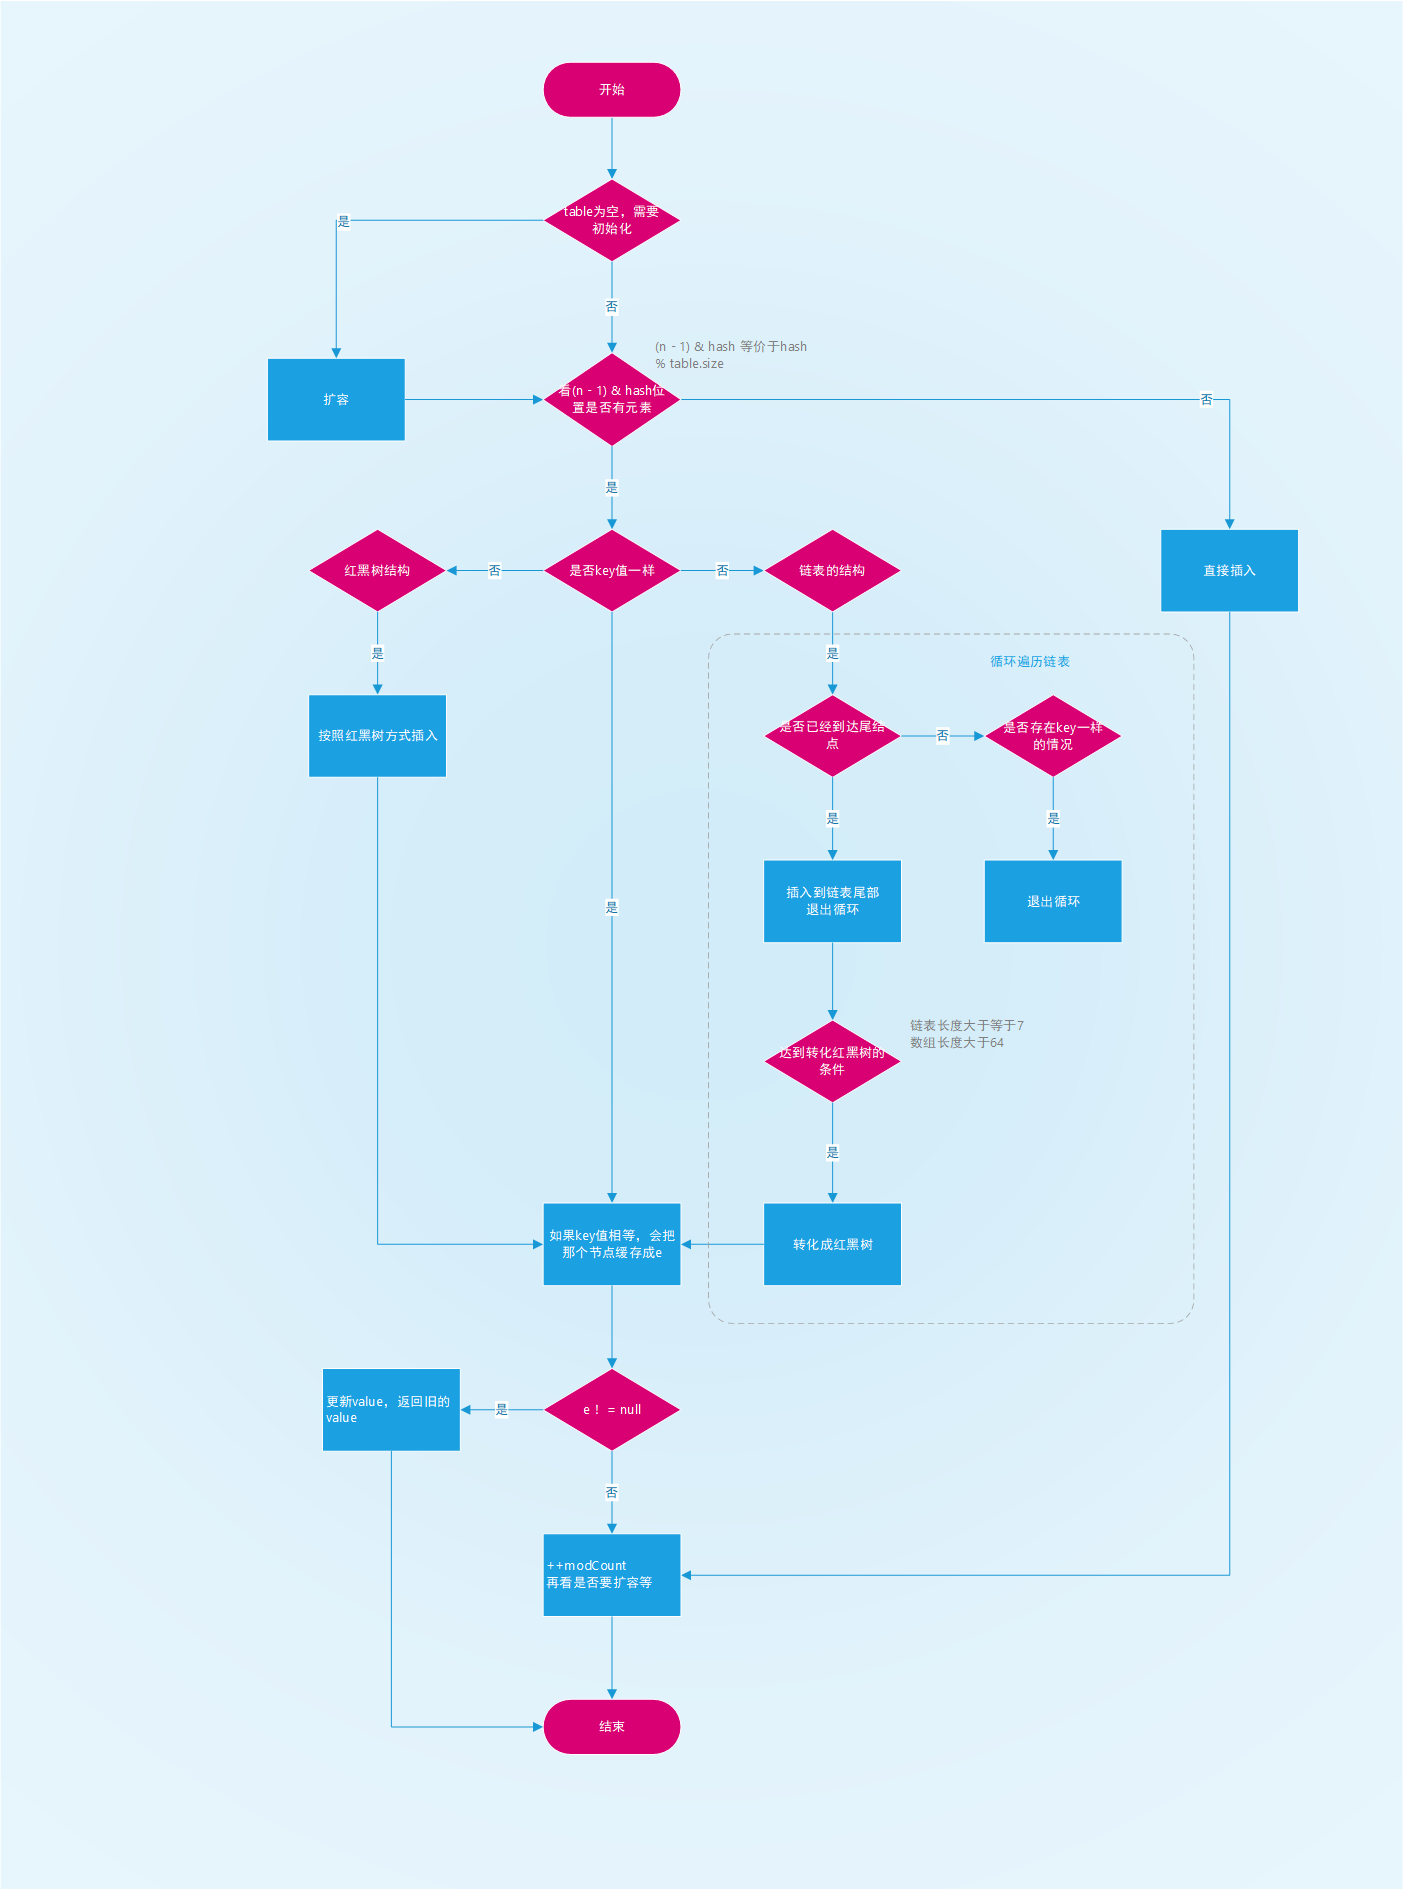 开始
table为空，需要
初始化
是
否
(n - 1) & hash 等价于hash
% table.size
扩容
看(n - 1) & hash位
置是否有元素
否
是
红黑树结构
否
是否key值一样
否
链表的结构
直接插入
是
是
循环遍历链表
按照红黑树方式插入
是否已经到达尾结
点
否
是否存在key一样
的情况
是
是
插入到链表尾部
退出循环
退出循环
是
链表长度大于等于7
数组长度大于64
达到转化红黑树的
条件
是
如果key值相等，会把
那个节点缓存成e
转化成红黑树
更新value，返回旧的
value
是
e ！ = null
否
++modCount
再看是否要扩容等
结束